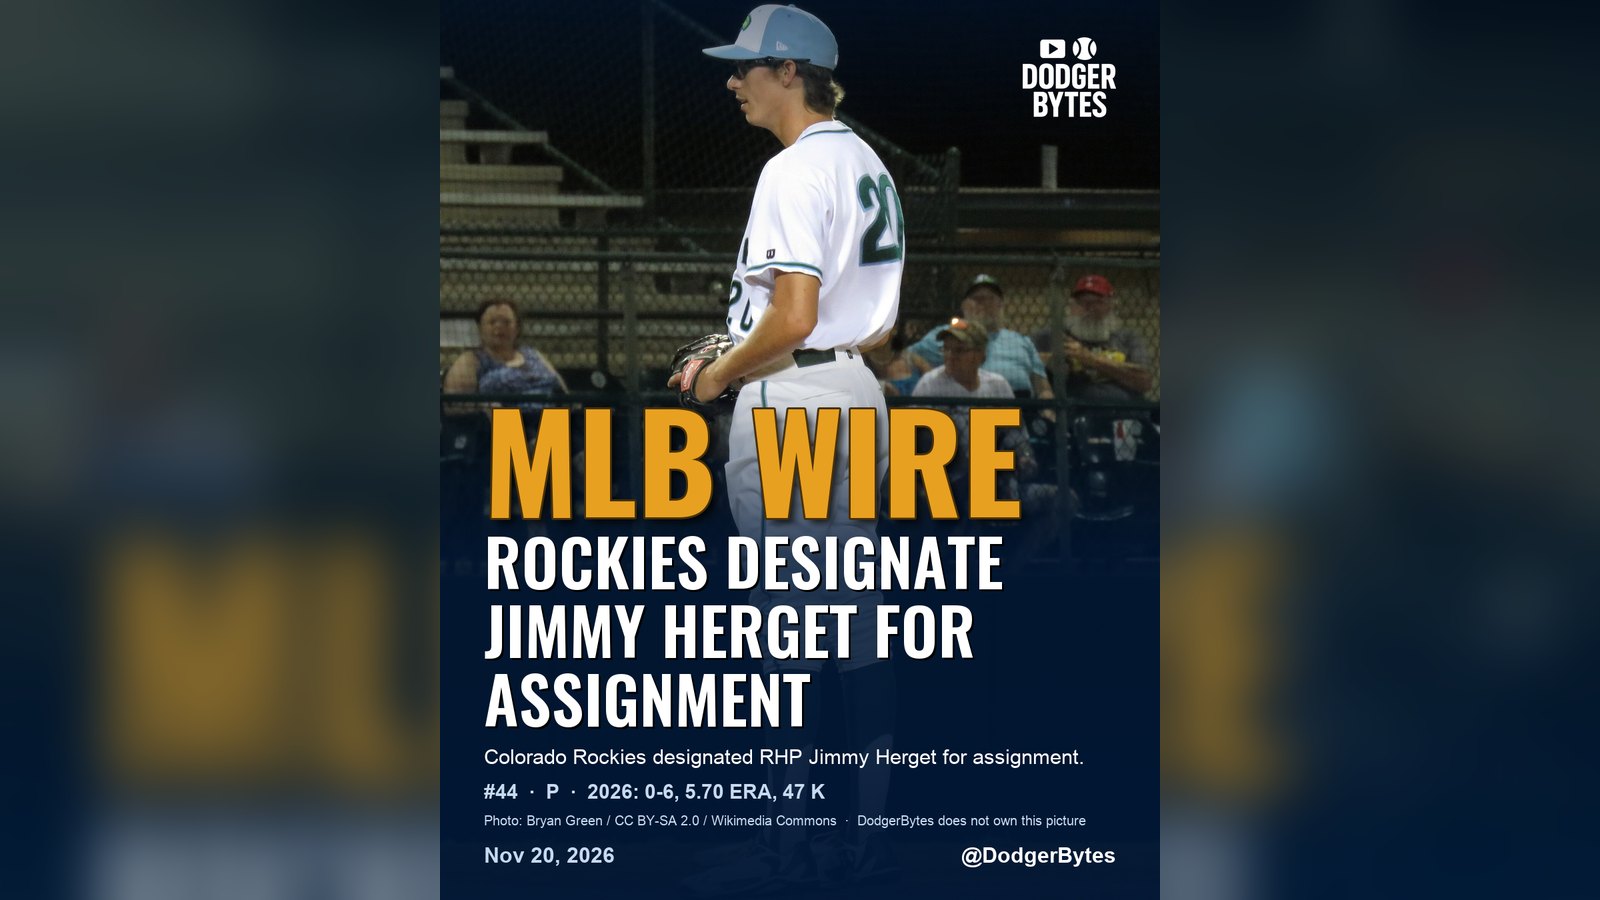 DODGER
BYTES
20
MLB WIRE
ROCKIES DESIGNATE
JIMMY HERGET FOR
ASSIGNMENT
Colorado Rockies designated RHP Jimmy Herget for assignment.
#44 · P · 2026: 0-6, 5.70 ERA, 47 K
Photo: Bryan Green / CC BY-SA 2.0 / Wikimedia Commons · DodgerBytes does not own this picture
Nov 20, 2026
@DodgerBytes